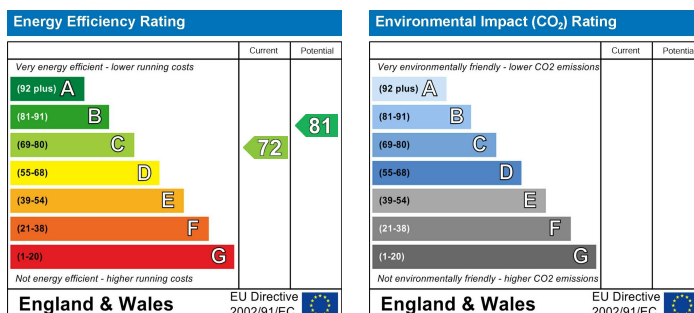 Energy Efficiency Rating
Current Potential
Very energy efficient - lower running costs
(92 plus) A
(81-91) B
81
(69-80) C
72
(55-68) D
(39-54) E
(21-38) F
(1-20) G
Not energy efficient - higher running costs
England & Wales
EU Directive
2002/91/EC
Environmental Impact (CO₂) Rating
Current Potential
Very environmentally friendly - lower CO2 emissions
(92 plus) A
(81-91) B
(69-80) C
(55-68) D
(39-54) E
(21-38) F
(1-20) G
Not environmentally friendly - higher CO2 emissions
England & Wales
EU Directive
2002/91/EC